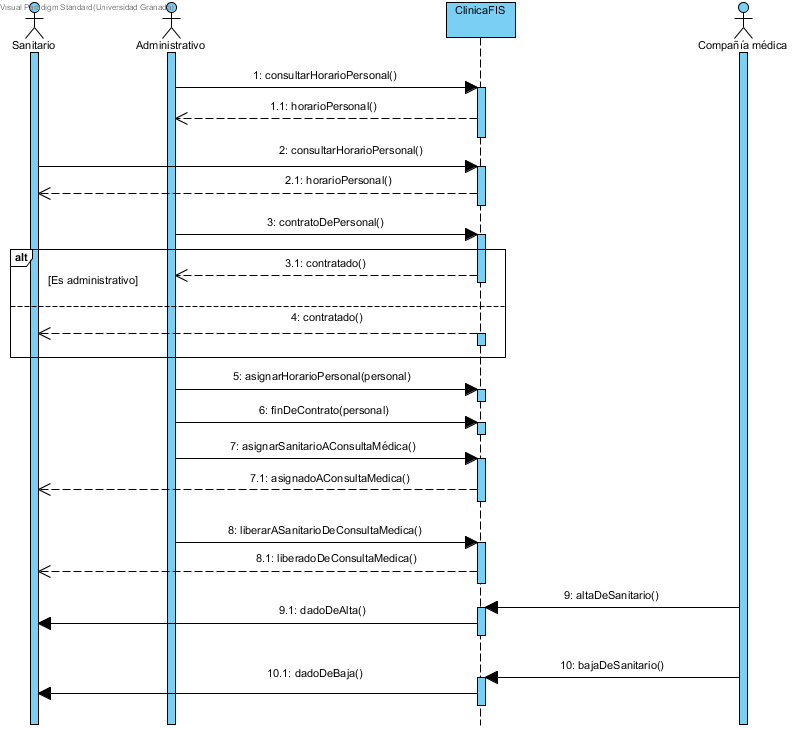 Visual Paradigm Standard(Universidad Granada)
Sanitario
Administrativo
ClinicaFIS
Compañía médica
1: consultarHorarioPersonal()
1.1: horarioPersonal()
2: consultarHorarioPersonal()
2.1: horarioPersonal()
3: contratoDePersonal()
alt
3.1: contratado()
[Es administrativo]
4: contratado()
5: asignarHorarioPersonal(personal)
6: finDeContrato(personal)
7: asignarSanitarioAConsultaMédica()
7.1: asignadoAConsultaMedica()
8: liberarASanitarioDeConsultaMedica()
8.1: liberadoDeConsultaMedica()
9: altaDeSanitario()
9.1: dadoDeAlta()
10: bajaDeSanitario()
10.1: dadoDeBaja()